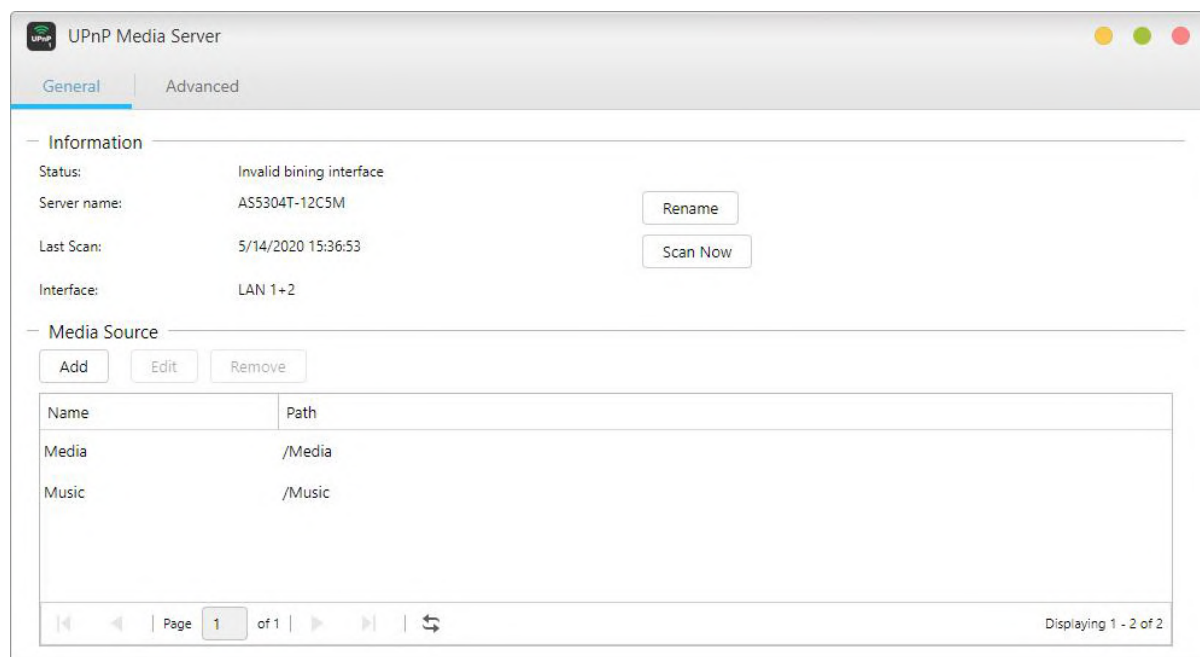 UPnP 1 UPnP Media Server
General Advanced
Information
Status: Invalid bining interface
Server name: AS5304T-12C5M Rename
Last Scan: 5/14/2020 15:36:53 Scan Now
Interface: LAN 1+2
Media Source
Add Edit Remove
Name Path
Media /Media
Music /Music
Page 1 of 1 Displaying 1 - 2 of 2